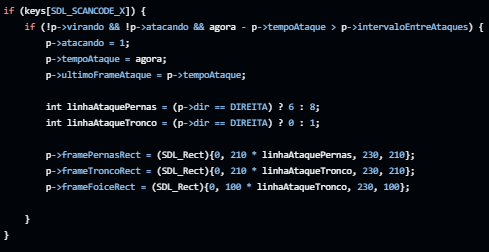 if (keys[SDL_SCANCODE_X]) {
    if (!p->virando && !p->atacando && agora - p->tempoAtaque > p->intervaloEntreAtaques) {
        p->atacando = 1;
        p->tempoAtaque = agora;
        p->ultimoFrameAtaque = p->tempoAtaque;

        int linhaAtaquePernas = (p->dir == DIREITA) ? 6 : 8;
        int linhaAtaqueTronco = (p->dir == DIREITA) ? 0 : 1;

        p->framePernasRect = (SDL_Rect){0, 210 * linhaAtaquePernas, 230, 210};
        p->frameTroncoRect = (SDL_Rect){0, 210 * linhaAtaqueTronco, 230, 210};
        p->frameFoiceRect = (SDL_Rect){0, 100 * linhaAtaqueTronco, 230, 100};

    }
}